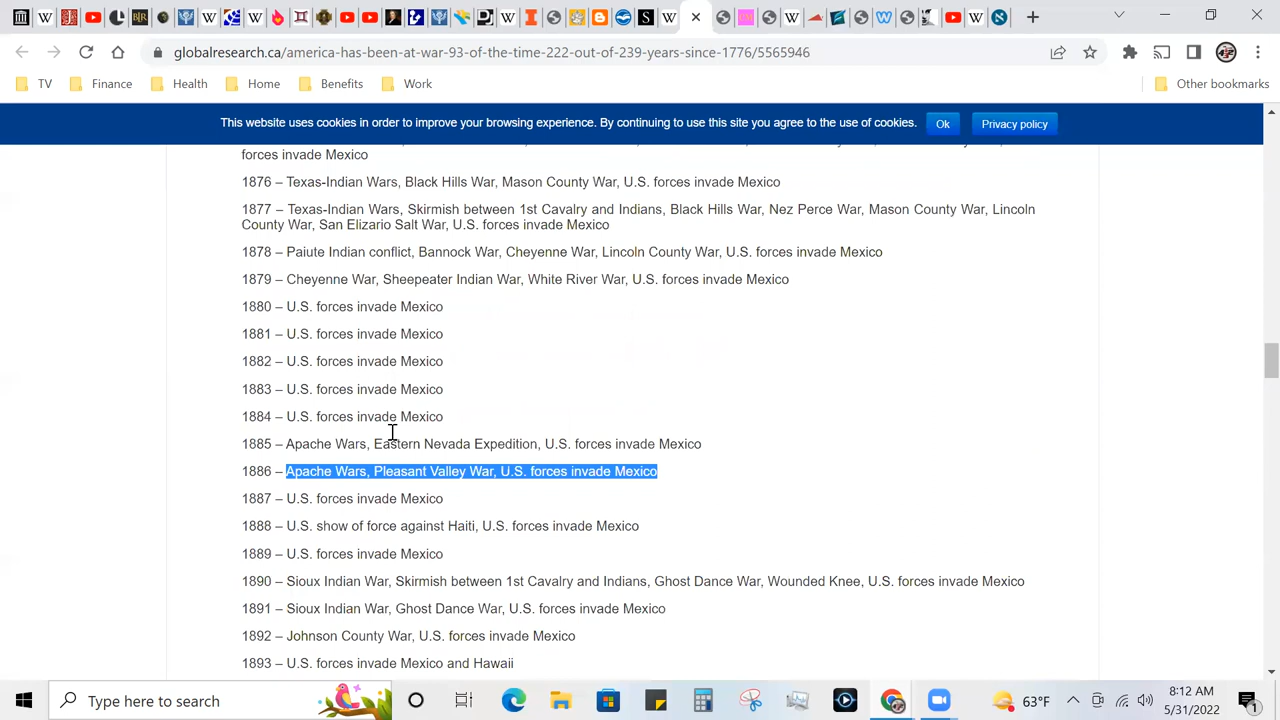 globalresearch.ca/america-has-been-at-war-93-of-the-time-222-out-of-239-years-since-1776/5565946
TV Finance Health Home Benefits Work Other bookmarks
This website uses cookies in order to improve your browsing experience. By continuing to use this site you agree to the use of cookies. Ok Privacy policy
forces invade Mexico
1876 – Texas-Indian Wars, Black Hills War, Mason County War, U.S. forces invade Mexico
1877 – Texas-Indian Wars, Skirmish between 1st Cavalry and Indians, Black Hills War, Nez Perce War, Mason County War, Lincoln
County War, San Elizario Salt War, U.S. forces invade Mexico
1878 – Paiute Indian conflict, Bannock War, Cheyenne War, Lincoln County War, U.S. forces invade Mexico
1879 – Cheyenne War, Sheepeater Indian War, White River War, U.S. forces invade Mexico
1880 – U.S. forces invade Mexico
1881 – U.S. forces invade Mexico
1882 – U.S. forces invade Mexico
1883 – U.S. forces invade Mexico
1884 – U.S. forces invade Mexico
1885 – Apache Wars, Eastern Nevada Expedition, U.S. forces invade Mexico
1886 – Apache Wars, Pleasant Valley War, U.S. forces invade Mexico
1887 – U.S. forces invade Mexico
1888 – U.S. show of force against Haiti, U.S. forces invade Mexico
1889 – U.S. forces invade Mexico
1890 – Sioux Indian War, Skirmish between 1st Cavalry and Indians, Ghost Dance War, Wounded Knee, U.S. forces invade Mexico
1891 – Sioux Indian War, Ghost Dance War, U.S. forces invade Mexico
1892 – Johnson County War, U.S. forces invade Mexico
1893 – U.S. forces invade Mexico and Hawaii
Type here to search
63°F
8:12 AM
5/31/2022